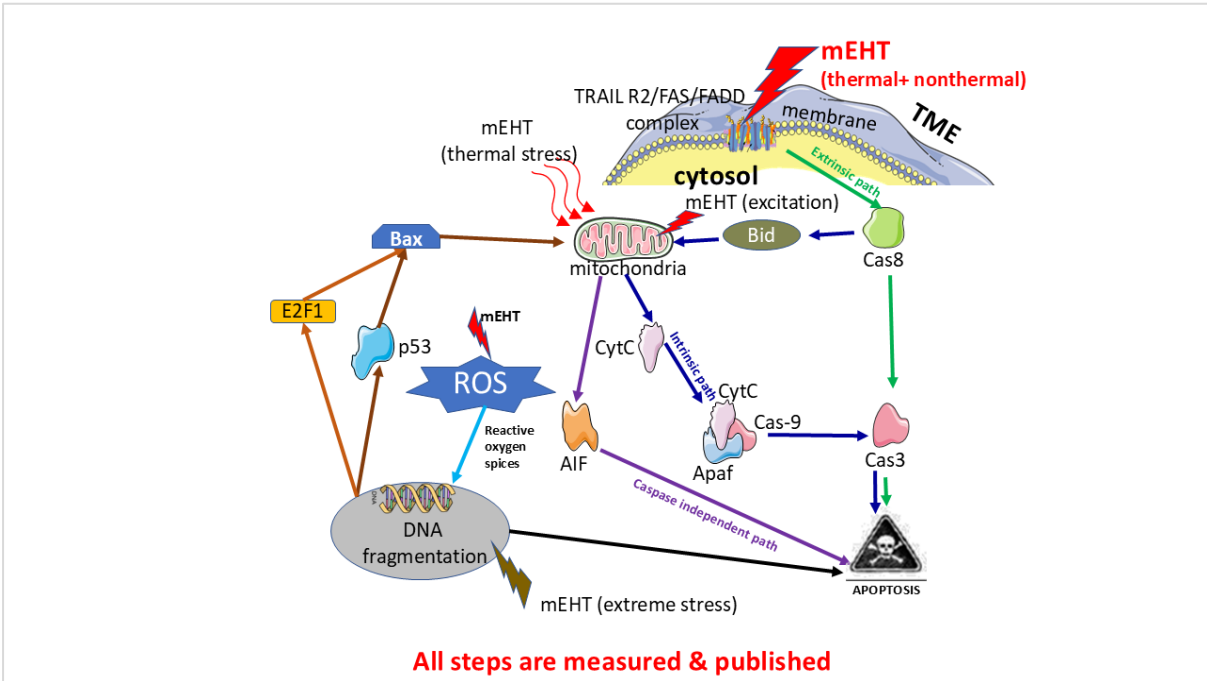 mEHT
(thermal+ nonthermal)
TRAIL R2/FAS/FADD
complex
membrane
TME
mEHT
(thermal stress)
Extrinsic path
cytosol
mEHT (excitation)
Bax
Bid
Cas8
mitochondria
E2F1
mEHT
p53
CytC
Intrinsic path
ROS
CytC
Cas-9
Reactive
oxygen
spices
AIF
Apaf
Cas3
DNA
DNA
fragmentation
Caspase independent path
APOPTOSIS
mEHT (extreme stress)
All steps are measured & published